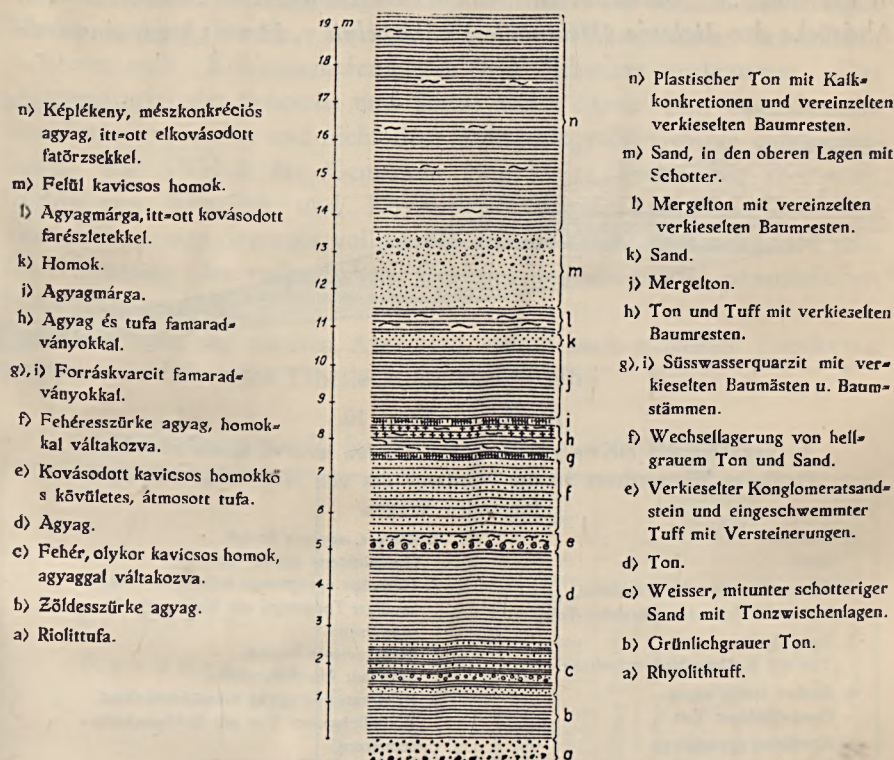 n) Képlékeny, mészkonkréciós
agyag, itt=ott elkovásodott
fatörzsekkel.
m) Felül kavicsos homok.
l) Agyagmárga, itt=ott kovásodott
farészletekkel.
k) Homok.
j) Agyagmárga.
h) Agyag és tufa famarad=
ványokkal.
g), i) Forráskvarcit famarad=
ványokkal.
f) Fehéresszürke agyag, homok=
kal váltakozva.
e) Kovásodott kavicsos homokkő
s kövületes, átmosott tufa.
d) Agyag.
c) Fehér, olykor kavicsos homok,
agyaggal váltakozva.
b) Zöldesszürke agyag.
a) Riolittufa.
19 m
18
17
16
15
14
13
12
11
10
9
8
7
6
5
4
3
2
1
n
m
l
k
j
i
h
g
f
e
d
c
b
a
n) Plastischer Ton mit Kalk=
konkretionen und vereinzelten
verkieselten Baumresten.
m) Sand, in den oberen Lagen mit
Schotter.
l) Mergelton mit vereinzelten
verkieselten Baumresten.
k) Sand.
j) Mergelton.
h) Ton und Tuff mit verkieselten
Baumresten.
g), i) Süsswasserquarzit mit ver=
kieselten Baumästen u. Baum=
stämmen.
f) Wechsellagerung von hell=
grauem Ton und Sand.
e) Verkieselter Konglomeratsand=
stein und eingeschwemmter
Tuff mit Versteinerungen.
d) Ton.
c) Weisser, mitunter schotteriger
Sand mit Tonzwischenlagen.
b) Grünlichgrauer Ton.
a) Rhyolithtuff.